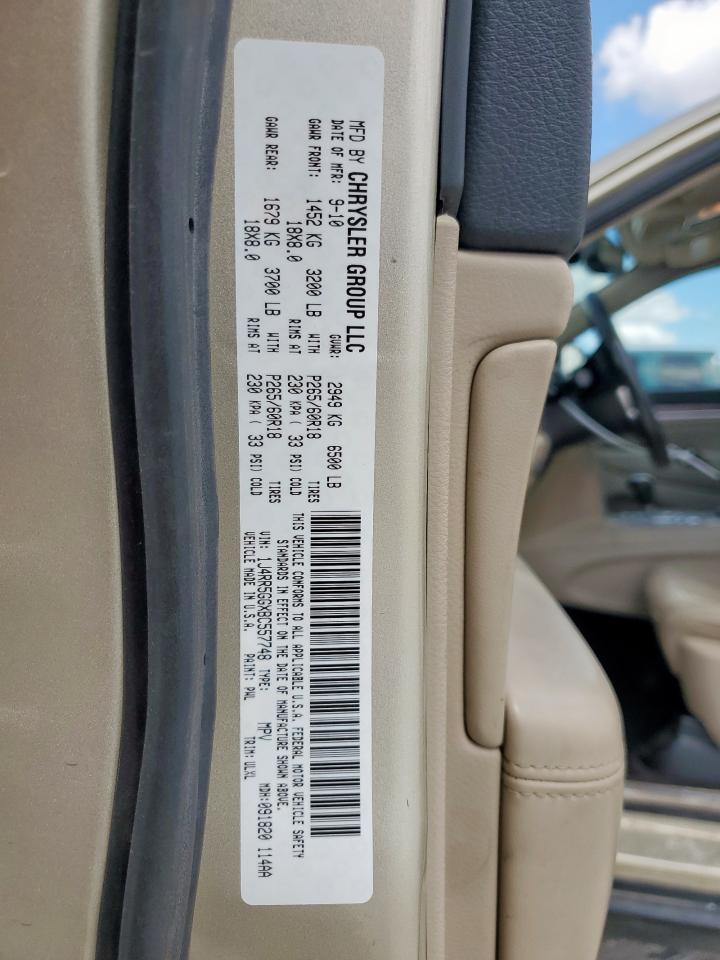 MFD BY CHRYSLER GROUP LLC
DATE OF MFR: 9-10 GVWR: 2949 KG 6500 LB
GAWR FRONT: 1452 KG 3200 LB WITH P265/60R18 TIRES
18X8.0 RIMS AT 230 KPA ( 33 PSI) COLD
GAWR REAR: 1679 KG 3700 LB WITH P265/60R18 TIRES
18X8.0 RIMS AT 230 KPA ( 33 PSI) COLD
THIS VEHICLE CONFORMS TO ALL APPLICABLE U.S.A. FEDERAL MOTOR VEHICLE SAFETY
STANDARDS IN EFFECT ON THE DATE OF MANUFACTURE SHOWN ABOVE.
VIN: 1J4RR5GGXBC557748 TYPE: MPV MDH:091820 114AA
VEHICLE MADE IN U.S.A. PAINT: PWL TRIM: ULXL